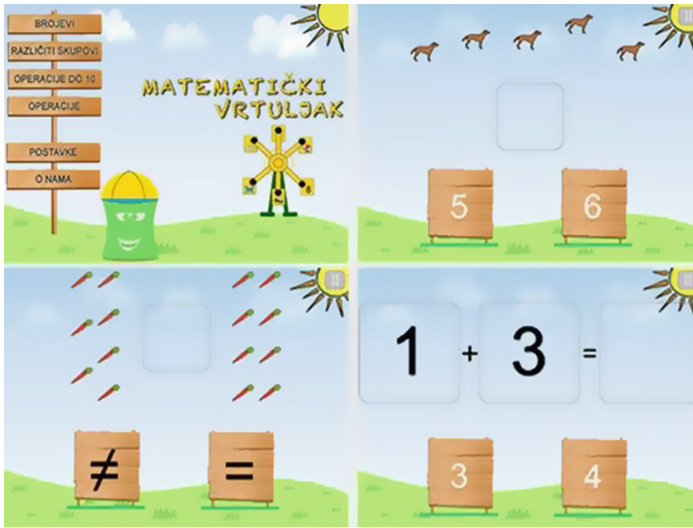 BROJEVI
RAZLIČITI SKUPOVI
OPERACIJE DO 10
OPERACIJE
POSTAVKE
O NAMA
MATEMATIČKI
VRTULJAK
5
6
≠
=
1 + 3 =
3
4